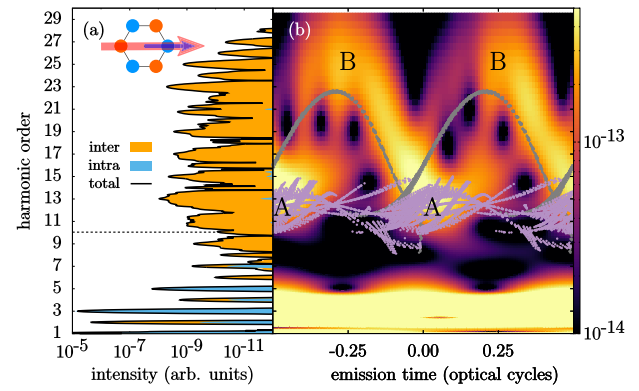 (a)
(b)
B
B
A
A
inter
intra
total
harmonic order
29
27
25
23
21
19
17
15
13
11
10
9
7
5
3
1
10-5
10-7
10-9
10-11
intensity (arb. units)
-0.25
0.00
0.25
emission time (optical cycles)
10-13
10-14